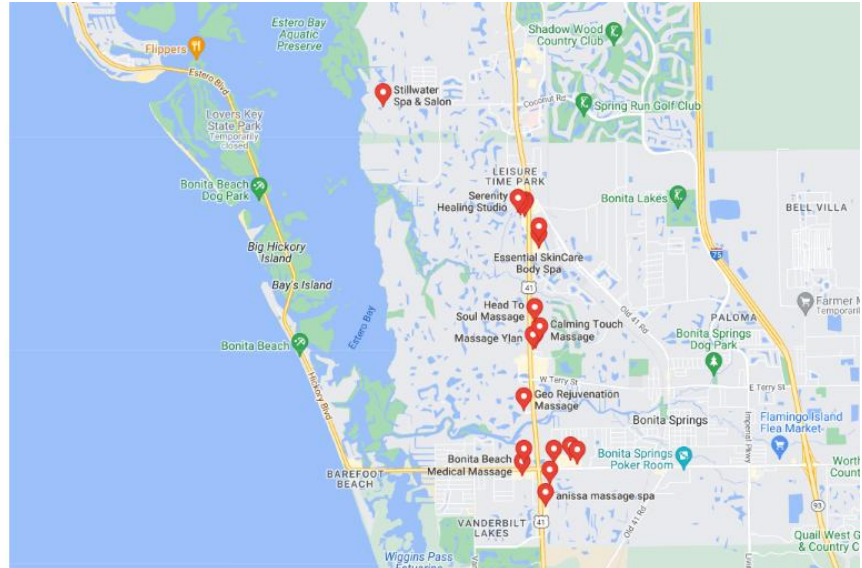 Estero Bay
Aquatic
Preserve
Shadow Wood
Country Club
Flippers
Estero Blvd
Stillwater
Spa & Salon
Coconut Rd
Spring Run Golf Club
Lovers Key
State Park
Temporarily
Closed
LEISURE
TIME PARK
Bonita Beach
Dog Park
Serenity
Healing Studio
Bonita Lakes
BELL VILLA
Big Hickory
Island
Essential SkinCare
Body Spa
75
Bay's Island
41
Head To
Soul Massage
Old 41 Rd
Farmer M
Temporaril
PALOMA
Estero Bay
Calming Touch
Massage
Massage Ylan
Bonita Springs
Dog Park
Bonita Beach
Hickory Blvd
W Terry St
E Terry St
Geo Rejuvenation
Massage
Bonita Springs
Imperial Pkwy
Flamingo Island
Flea Market
Bonita Beach
Medical Massage
Bonita Springs
Poker Room
Worth
Count
BAREFOOT
BEACH
anissa massage spa
Old 41 Rd
93
VANDERBILT
LAKES
41
Quail West G
& Country C
Wiggins Pass
Estuarine
Van
Livi